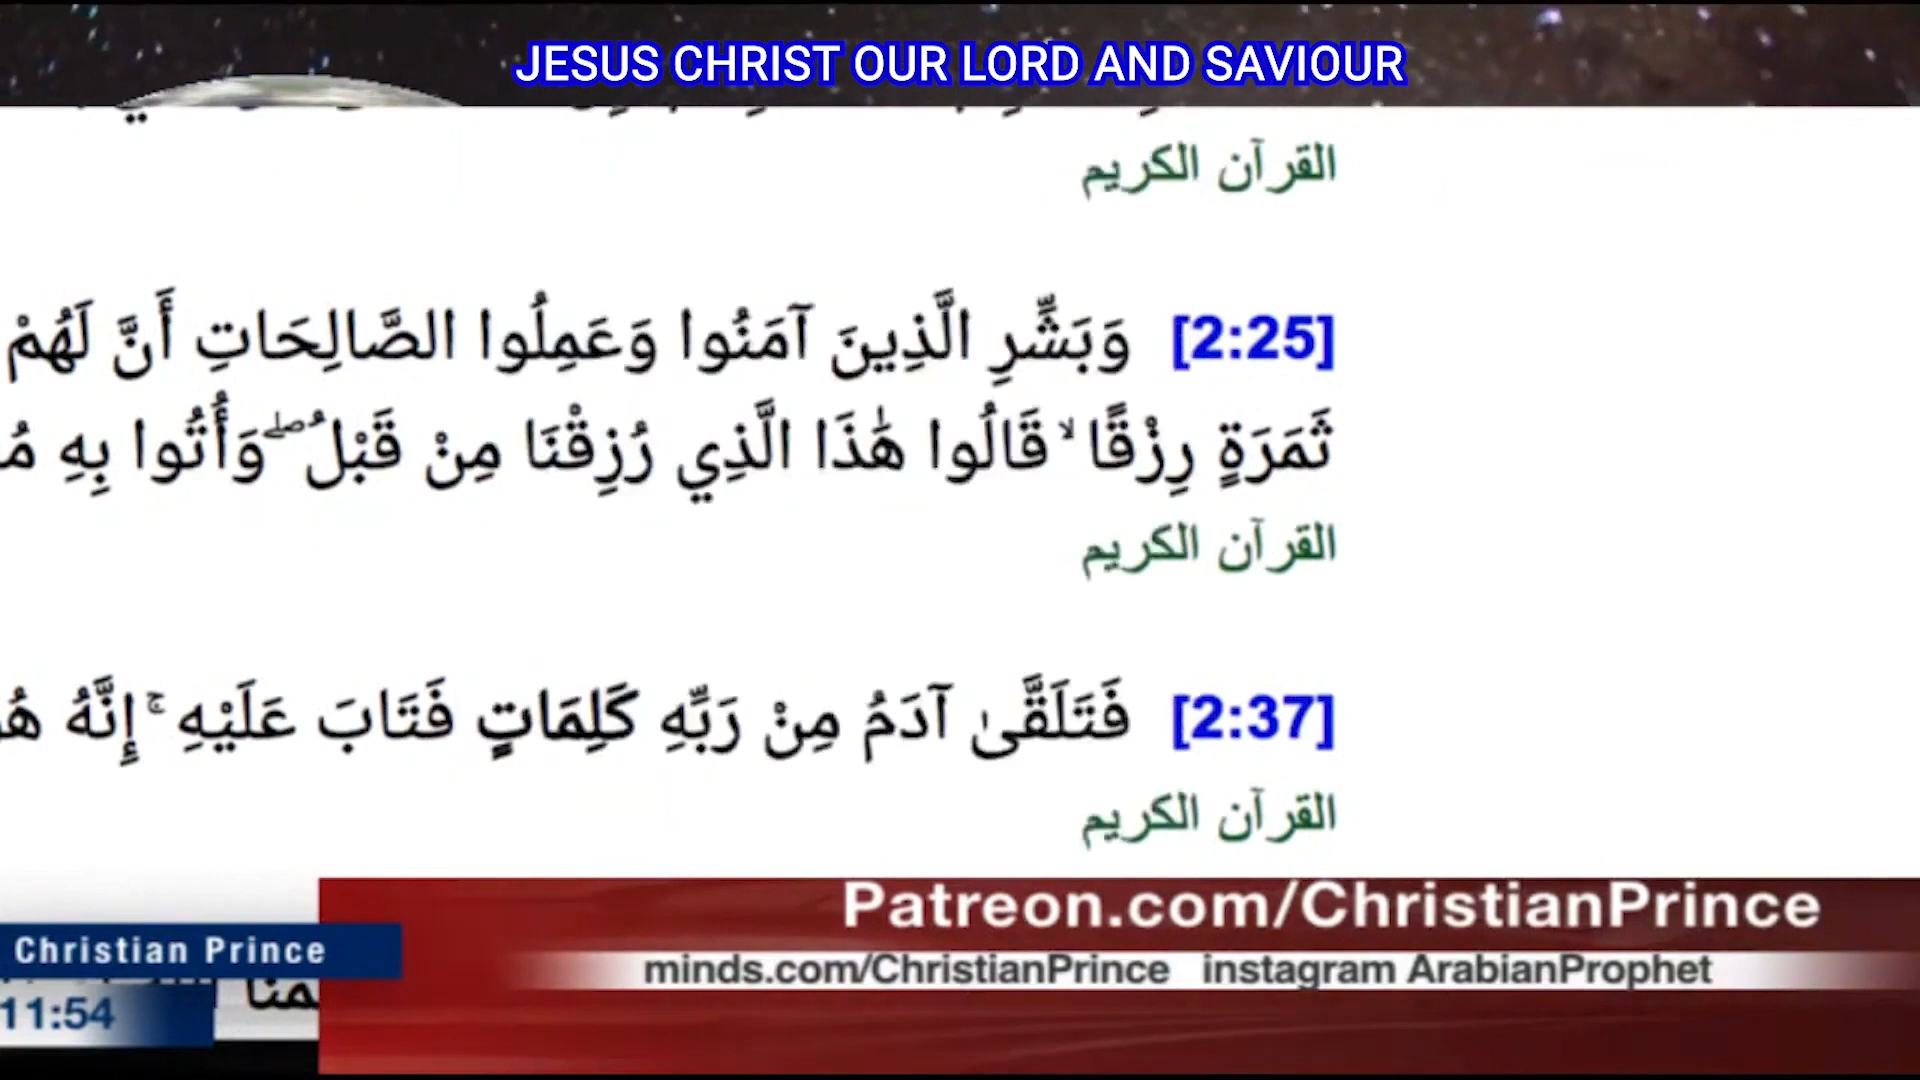 JESUS CHRIST OUR LORD AND SAVIOUR
القرآن الكريم
[2:25] وَبَشِّرِ الَّذِينَ آمَنُوا وَعَمِلُوا الصَّالِحَاتِ أَنَّ لَهُمْ
ثَمَرَةٍ رِزْقًا ۙ قَالُوا هَٰذَا الَّذِي رُزِقْنَا مِنْ قَبْلُ ۖ وَأُتُوا بِهِ
القرآن الكريم
[2:37] فَتَلَقَّىٰ آدَمُ مِنْ رَبِّهِ كَلِمَاتٍ فَتَابَ عَلَيْهِ ۚ إِنَّهُ
القرآن الكريم
Patreon.com/ChristianPrince
Christian Prince
minds.com/ChristianPrince instagram ArabianProphet
11:54